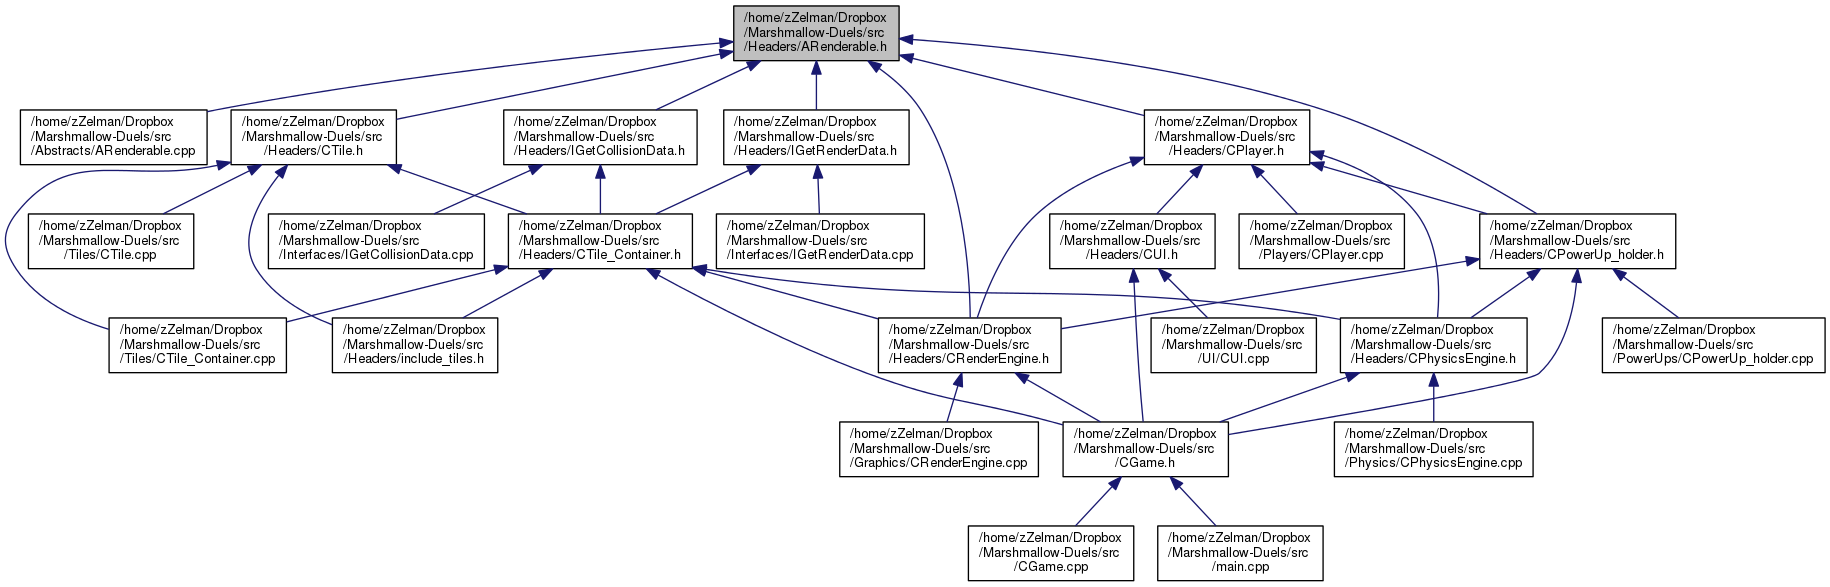 /home/zZelman/Dropbox
/Marshmallow-Duels/src
/Headers/ARenderable.h
/home/zZelman/Dropbox
/Marshmallow-Duels/src
/Abstracts/ARenderable.cpp
/home/zZelman/Dropbox
/Marshmallow-Duels/src
/Headers/CTile.h
/home/zZelman/Dropbox
/Marshmallow-Duels/src
/Headers/IGetCollisionData.h
/home/zZelman/Dropbox
/Marshmallow-Duels/src
/Headers/IGetRenderData.h
/home/zZelman/Dropbox
/Marshmallow-Duels/src
/Headers/CPlayer.h
/home/zZelman/Dropbox
/Marshmallow-Duels/src
/Tiles/CTile.cpp
/home/zZelman/Dropbox
/Marshmallow-Duels/src
/Interfaces/IGetCollisionData.cpp
/home/zZelman/Dropbox
/Marshmallow-Duels/src
/Headers/CTile_Container.h
/home/zZelman/Dropbox
/Marshmallow-Duels/src
/Interfaces/IGetRenderData.cpp
/home/zZelman/Dropbox
/Marshmallow-Duels/src
/Headers/CUI.h
/home/zZelman/Dropbox
/Marshmallow-Duels/src
/Players/CPlayer.cpp
/home/zZelman/Dropbox
/Marshmallow-Duels/src
/Headers/CPowerUp_holder.h
/home/zZelman/Dropbox
/Marshmallow-Duels/src
/Tiles/CTile_Container.cpp
/home/zZelman/Dropbox
/Marshmallow-Duels/src
/Headers/include_tiles.h
/home/zZelman/Dropbox
/Marshmallow-Duels/src
/Headers/CRenderEngine.h
/home/zZelman/Dropbox
/Marshmallow-Duels/src
/UI/CUI.cpp
/home/zZelman/Dropbox
/Marshmallow-Duels/src
/Headers/CPhysicsEngine.h
/home/zZelman/Dropbox
/Marshmallow-Duels/src
/PowerUps/CPowerUp_holder.cpp
/home/zZelman/Dropbox
/Marshmallow-Duels/src
/Graphics/CRenderEngine.cpp
/home/zZelman/Dropbox
/Marshmallow-Duels/src
/CGame.h
/home/zZelman/Dropbox
/Marshmallow-Duels/src
/Physics/CPhysicsEngine.cpp
/home/zZelman/Dropbox
/Marshmallow-Duels/src
/CGame.cpp
/home/zZelman/Dropbox
/Marshmallow-Duels/src
/main.cpp